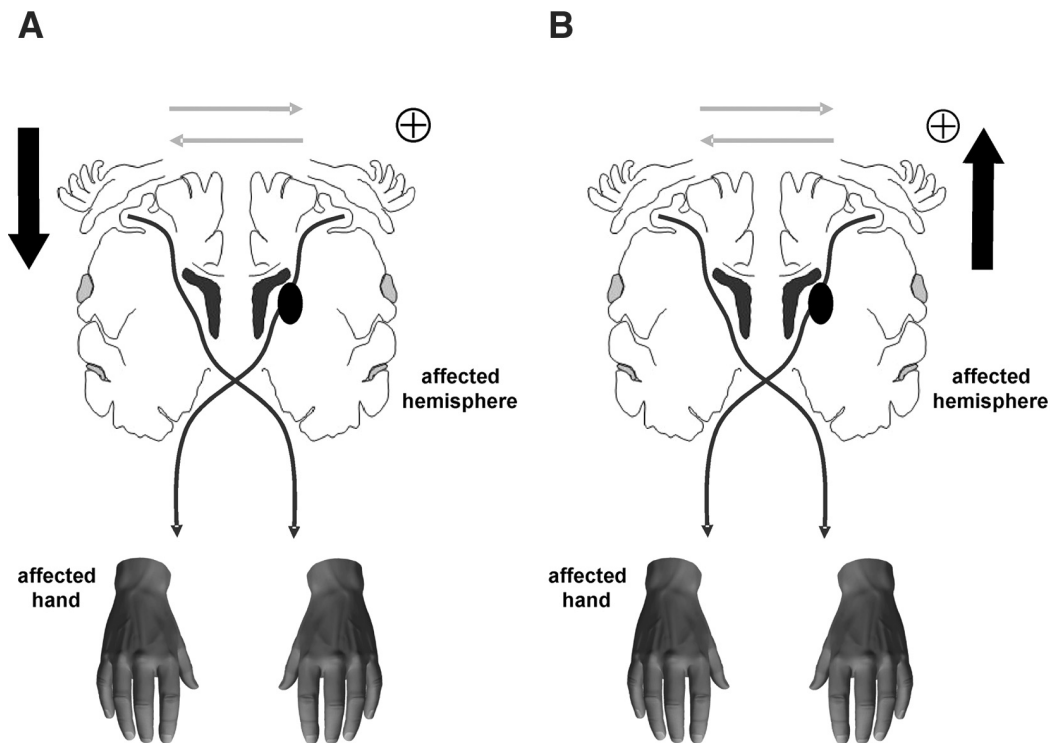 A
B
affected
hemisphere
affected
hemisphere
affected
hand
affected
hand